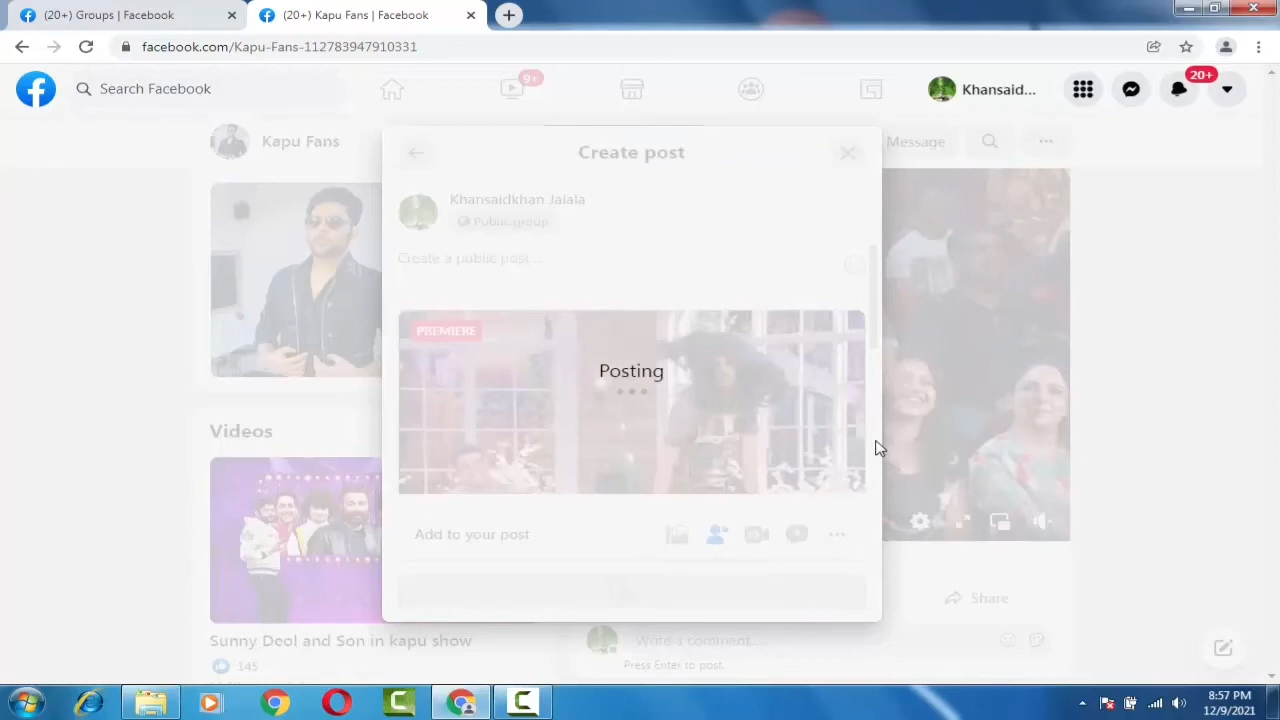 (20+) Groups | Facebook
(20+) Kapu Fans | Facebook
facebook.com/Kapu-Fans-112783947910331
Search Facebook
9+
Khansaid...
20+
Kapu Fans
Message
Create post
Khansaidkhan Jalala
Public group
Create a public post...
PREMIERE
Posting
Videos
Add to your post
Share
Sunny Deol and Son in kapu show
145
Write a comment...
Press Enter to post.
8:57 PM
12/9/2021